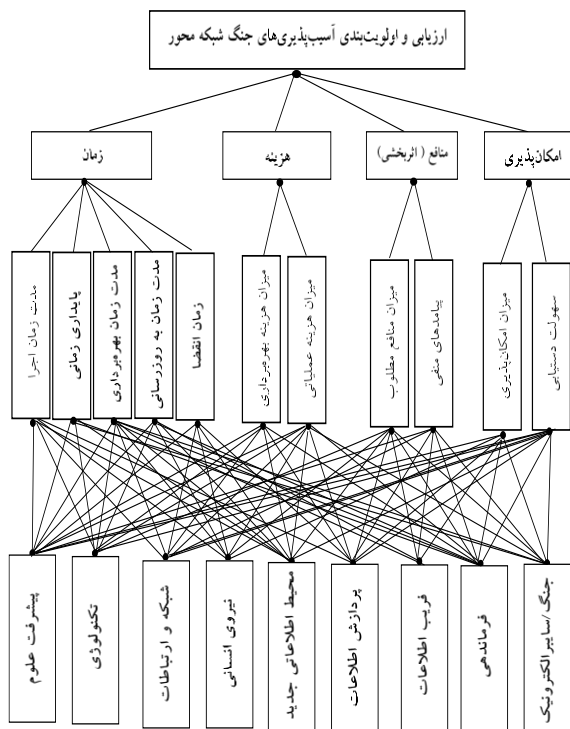 ارزیابی و اولویت‌بندی آسیب‌پذیری‌های جنگ شبکه محور
امکان‌پذیری
منافع ( اثربخشی)
هزینه
زمان
سهولت دستیابی
میزان امکان‌پذیری
پیامدهای منفی
میزان منافع مطلوب
میزان هزینه عملیاتی
میزان هزینه بهره‌برداری
زمان انقضا
مدت زمان به روزرسانی
مدت زمان بهره‌برداری
پایداری زمانی
مدت زمان اجرا
جنگ /سایبرالکترونیک
فرماندهی
فریب اطلاعات
پردازش اطلاعات
محیط اطلاعاتی جدید
نیروی انسانی
شبکه و ارتباطات
تکنولوژی
پیشرفت علوم